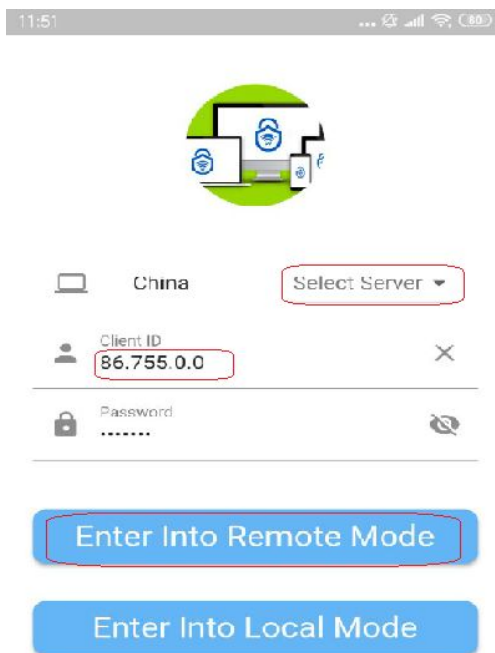 11:51 ... 80
China Select Server
Client ID
86.755.0.0
Password
.......
Enter Into Remote Mode
Enter Into Local Mode